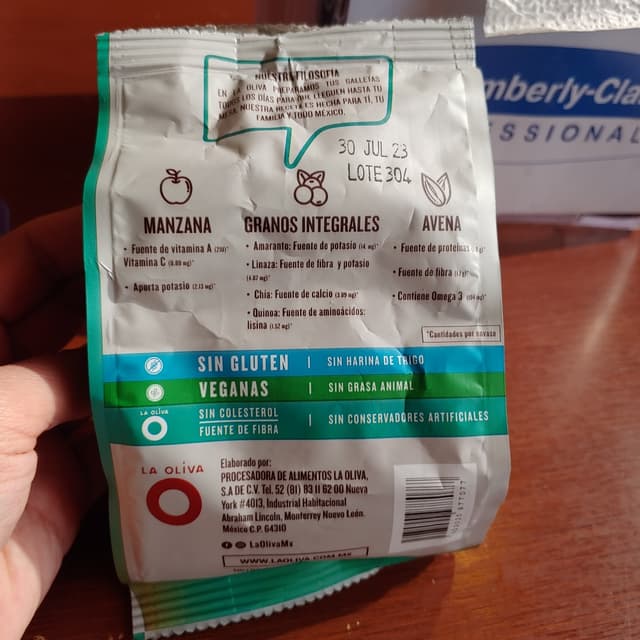 NUESTRA FILOSOFÍA
EN LA OLIVA PREPARAMOS TUS GALLETAS
TODOS LOS DÍAS PARA QUE LLEGUEN HASTA TU
MESA. NUESTRA RECETA ES HECHA PARA TI, TU
FAMILIA Y TODO MÉXICO.
mberly-Cla
ESSIONAL
30 JUL 23
LOTE 304
MANZANA
• Fuente de vitamina A
Vitamina C
• Aporta potasio
GRANOS INTEGRALES
• Amaranto: Fuente de potasio
• Linaza: Fuente de fibra y potasio
• Chía: Fuente de calcio
• Quinoa: Fuente de aminoácidos:
lisina
AVENA
• Fuente de proteínas
• Fuente de fibra
• Contiene Omega 3
*Cantidades por envase
SIN GLUTEN | SIN HARINA DE TRIGO
VEGANAS | SIN GRASA ANIMAL
LA OLIVA
SIN COLESTEROL
FUENTE DE FIBRA | SIN CONSERVADORES ARTIFICIALES
LA OLIVA
Elaborado por:
PROCESADORA DE ALIMENTOS LA OLIVA,
S.A DE C.V. Tel. 52 (81) 83 11 62 00 Nueva
York #4013, Industrial Habitacional
Abraham Lincoln, Monterrey Nuevo León.
México C.P. 64310
LaOlivaMx
WWW.LAOLIVA.COM.MX